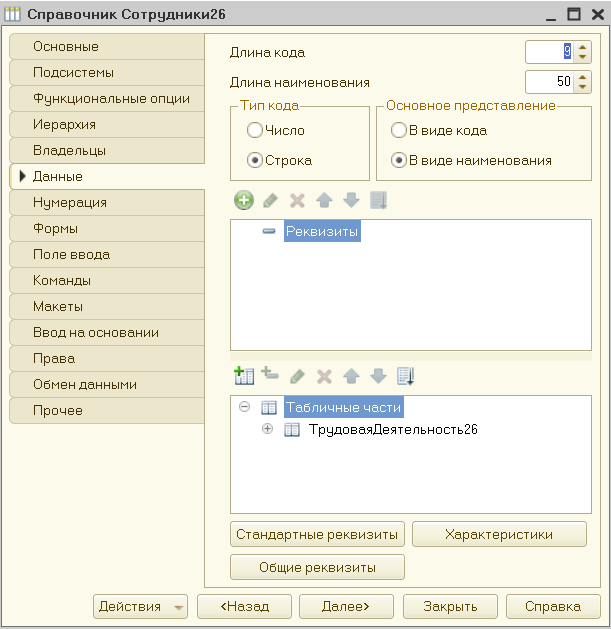 Справочник Сотрудники26
Основные
Подсистемы
Функциональные опции
Иерархия
Владельцы
Данные
Нумерация
Формы
Поле ввода
Команды
Макеты
Ввод на основании
Права
Обмен данными
Прочее
Длина кода 9
Длина наименования 50
Тип кода
Число
Строка
Основное представление
В виде кода
В виде наименования
Реквизиты
Табличные части
ТрудоваяДеятельность26
Стандартные реквизиты Характеристики
Общие реквизиты
Действия <Назад Далее> Закрыть Справка